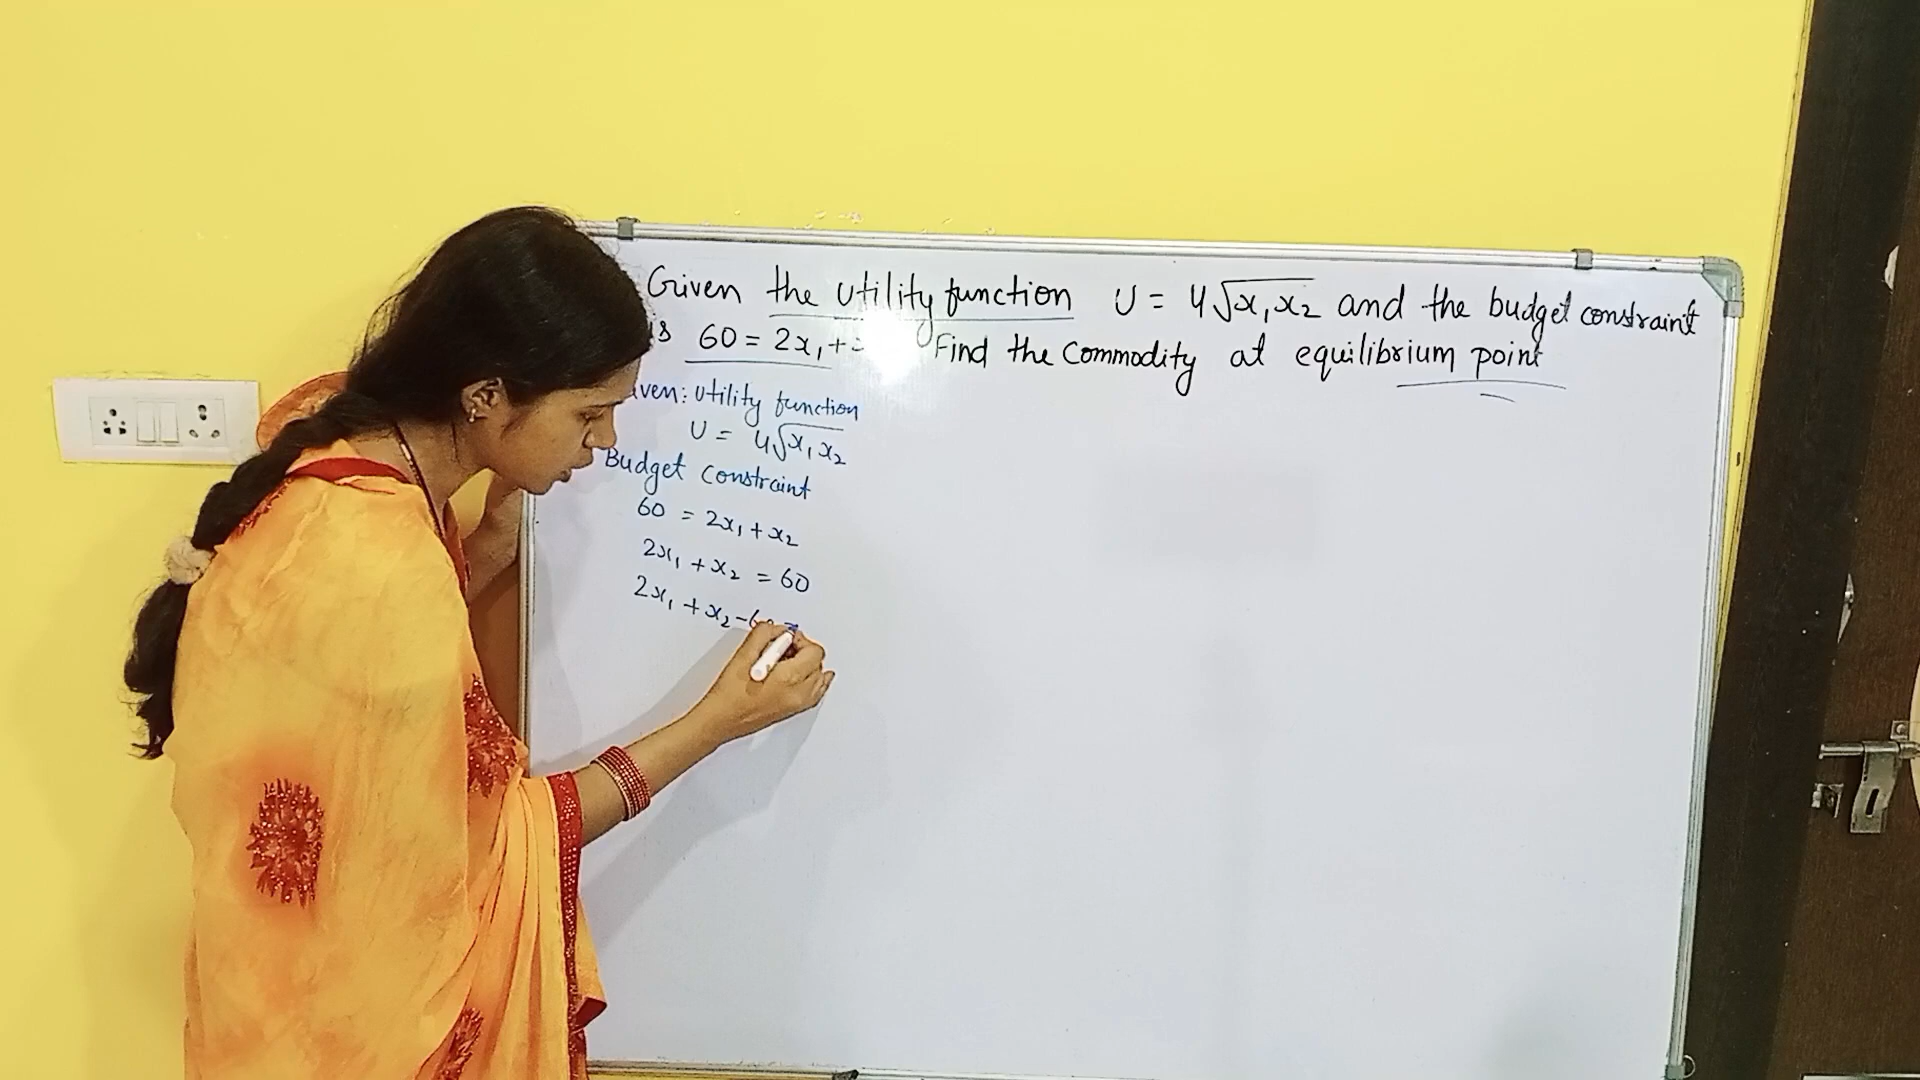 Given the utility function U = 4√x₁x₂ and the budget constraint
is 60 = 2x₁+ Find the Commodity at equilibrium point
iven: Utility function
U = 4√x₁x₂
Budget constraint
60 = 2x₁ + x₂
2x₁ + x₂ = 60
2x₁ + x₂ -